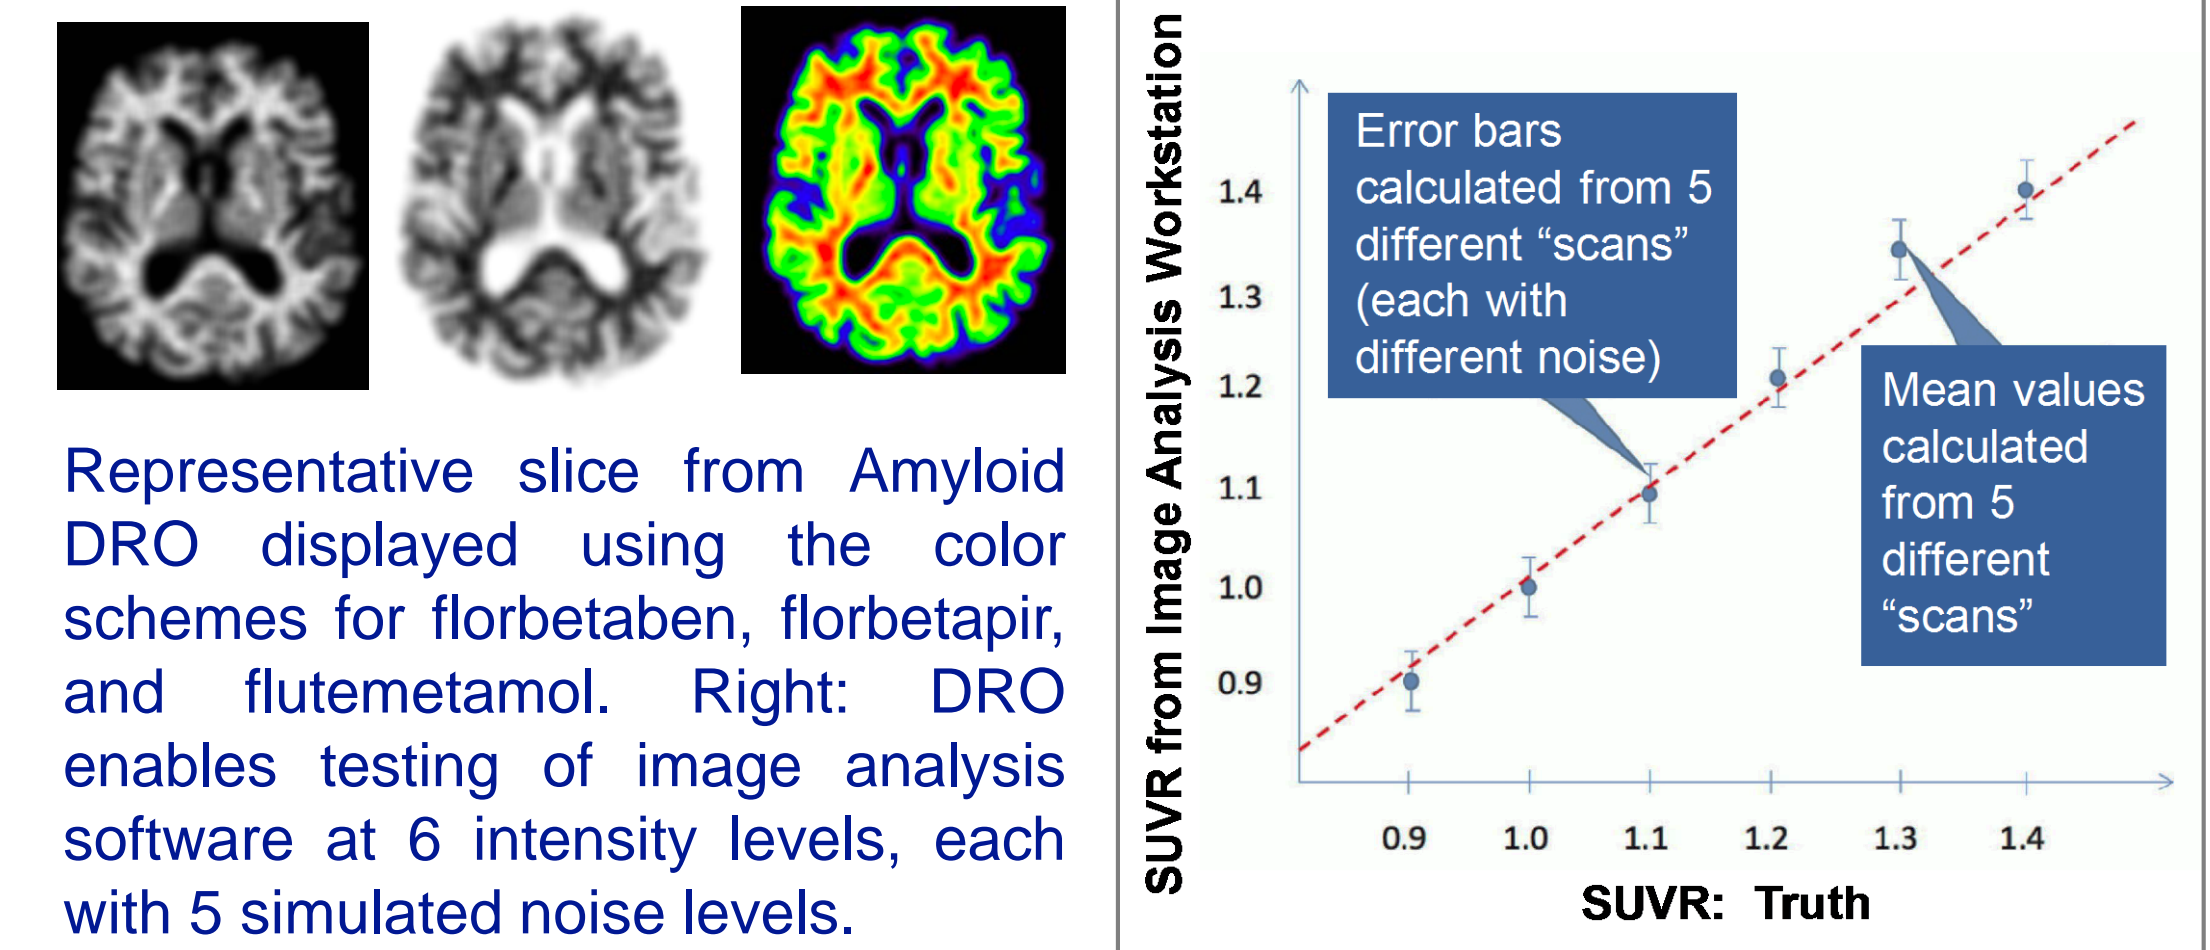 Representative slice from Amyloid
DRO displayed using the color
schemes for florbetaben, florbetapir,
and flutemetamol. Right: DRO
enables testing of image analysis
software at 6 intensity levels, each
with 5 simulated noise levels.
SUVR from Image Analysis Workstation
Error bars
calculated from 5
different “scans”
(each with
different noise)
Mean values
calculated
from 5
different
“scans”
1.4
1.3
1.2
1.1
1.0
0.9
0.9 1.0 1.1 1.2 1.3 1.4
SUVR: Truth